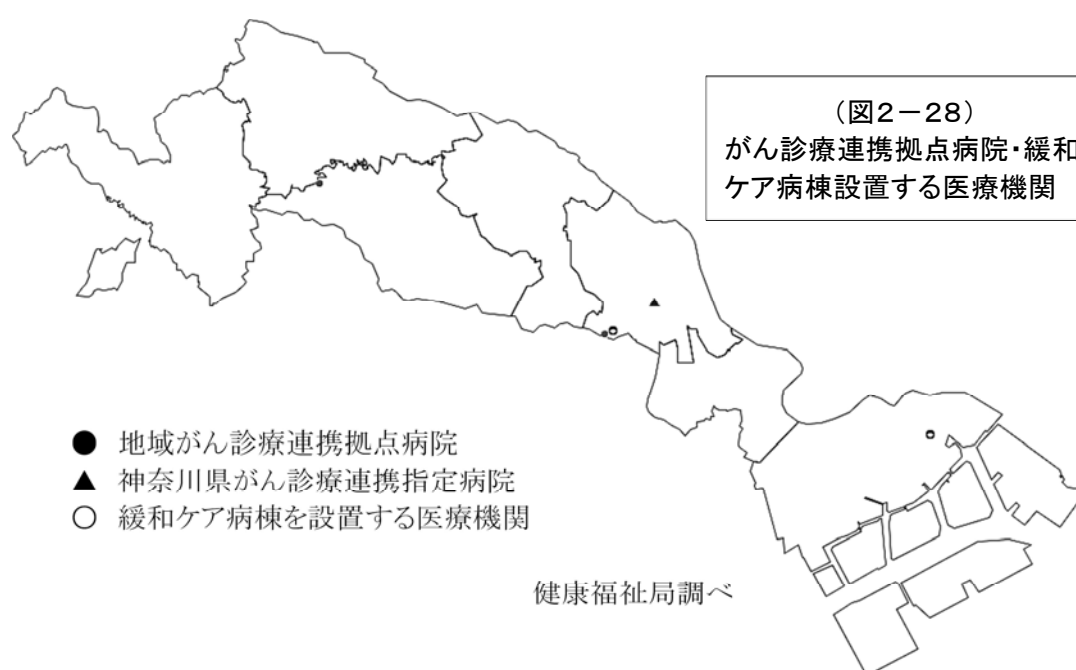 (図2-28)
がん診療連携拠点病院・緩和
ケア病棟設置する医療機関
● 地域がん診療連携拠点病院
▲ 神奈川県がん診療連携指定病院
○ 緩和ケア病棟を設置する医療機関
健康福祉局調べ